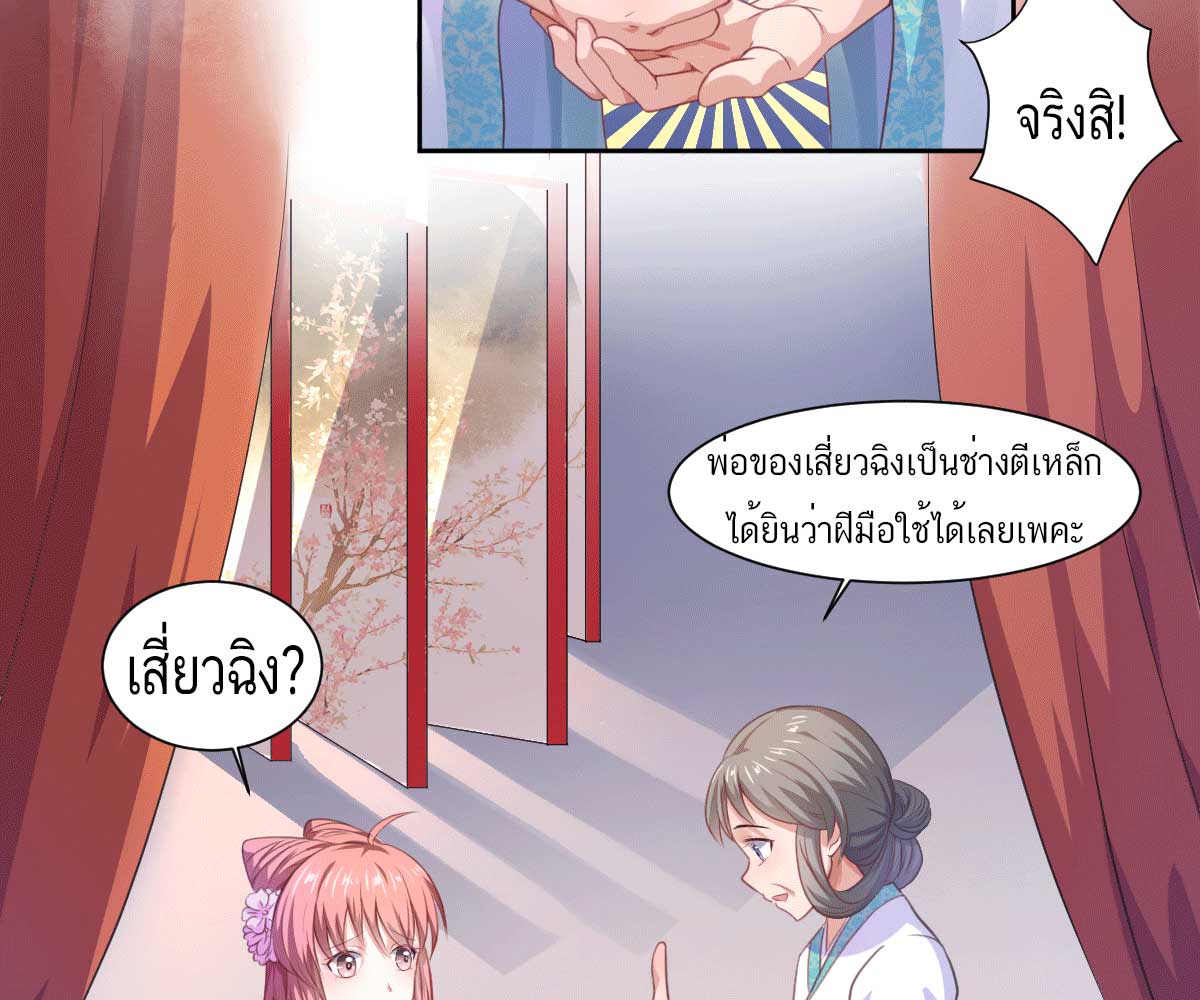 จริงสิ!
พ่อของเสี่ยวฉิงเป็นช่างตีเหล็ก
ได้ยินว่าฝีมือใช้ได้เลยเพคะ
เสี่ยวฉิง?